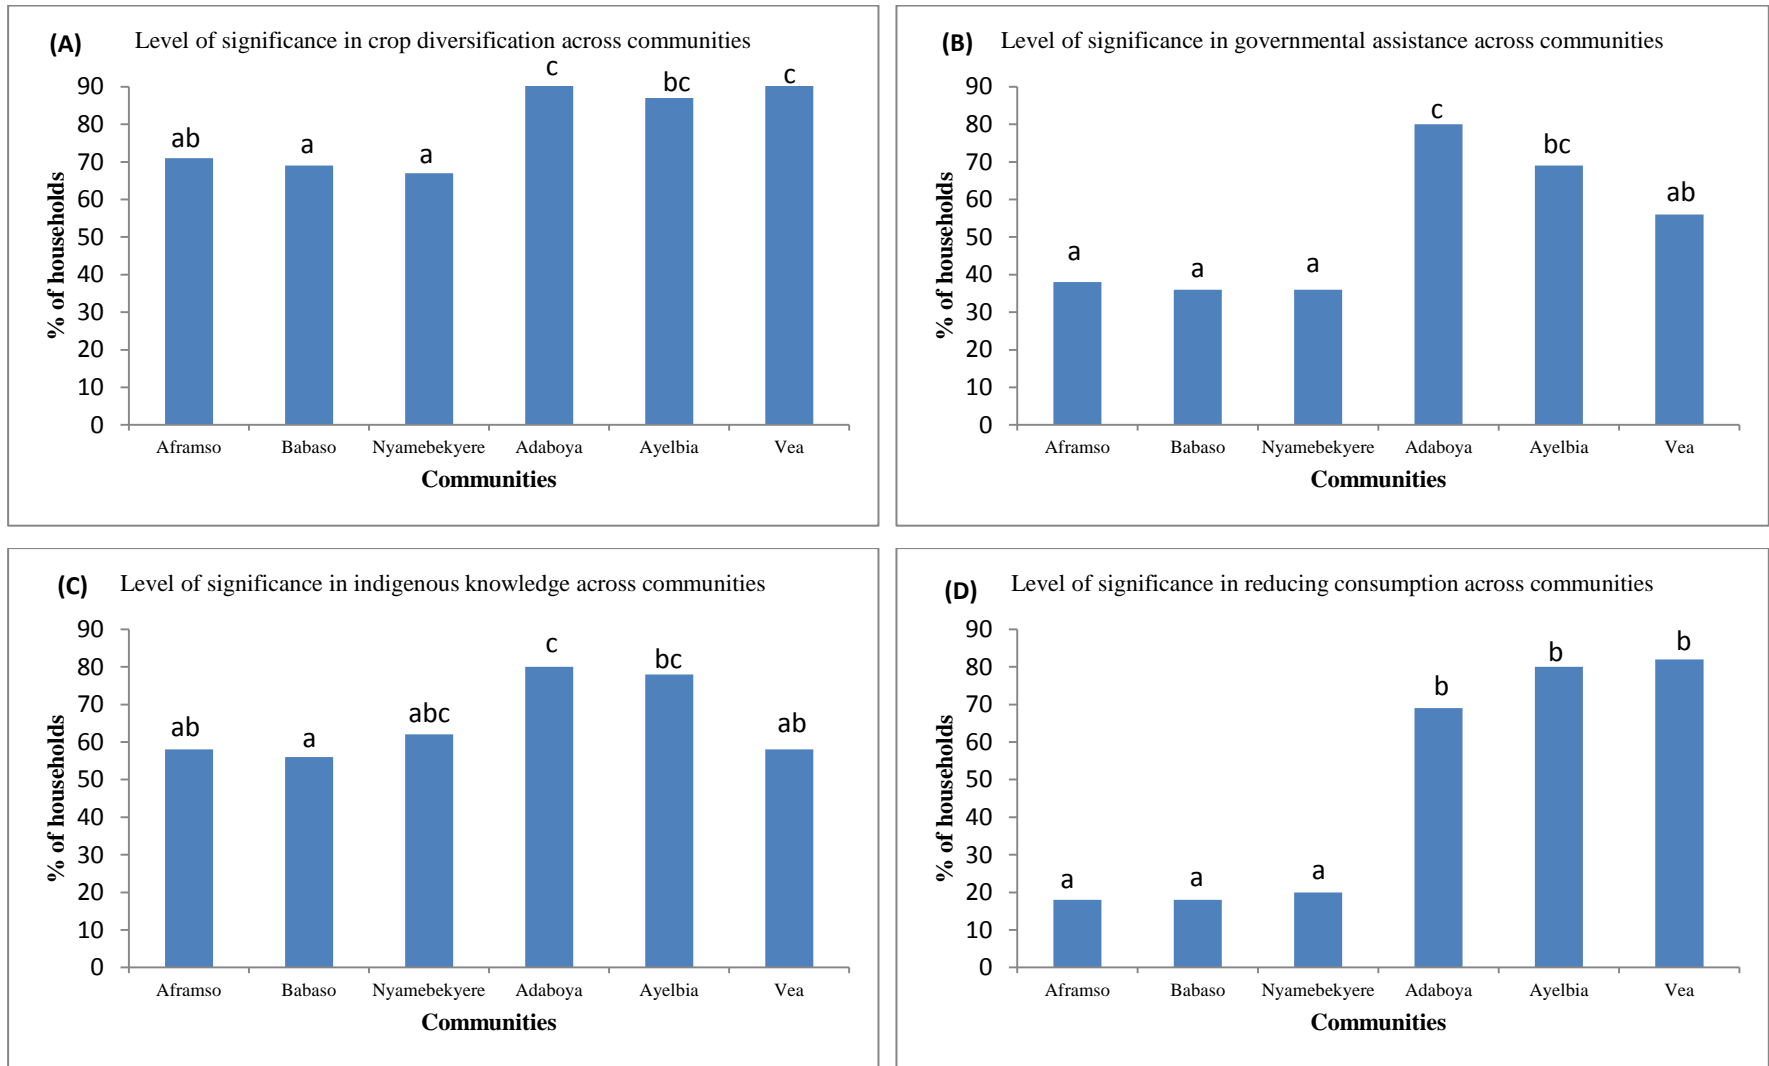 (A) Level of significance in crop diversification across communities
% of households
90
80
70
60
50
40
30
20
10
0
ab
a
a
c
bc
c
Aframso Babaso Nyamebekyere Adaboya Ayelbia Vea
Communities
(B) Level of significance in governmental assistance across communities
% of households
90
80
70
60
50
40
30
20
10
0
a
a
a
c
bc
ab
Aframso Babaso Nyamebekyere Adaboya Ayelbia Vea
Communities
(C) Level of significance in indigenous knowledge across communities
% of households
90
80
70
60
50
40
30
20
10
0
ab
a
abc
c
bc
ab
Aframso Babaso Nyamebekyere Adaboya Ayelbia Vea
Communities
(D) Level of significance in reducing consumption across communities
% of households
90
80
70
60
50
40
30
20
10
0
a
a
a
b
b
b
Aframso Babaso Nyamebekyere Adaboya Ayelbia Vea
Communities